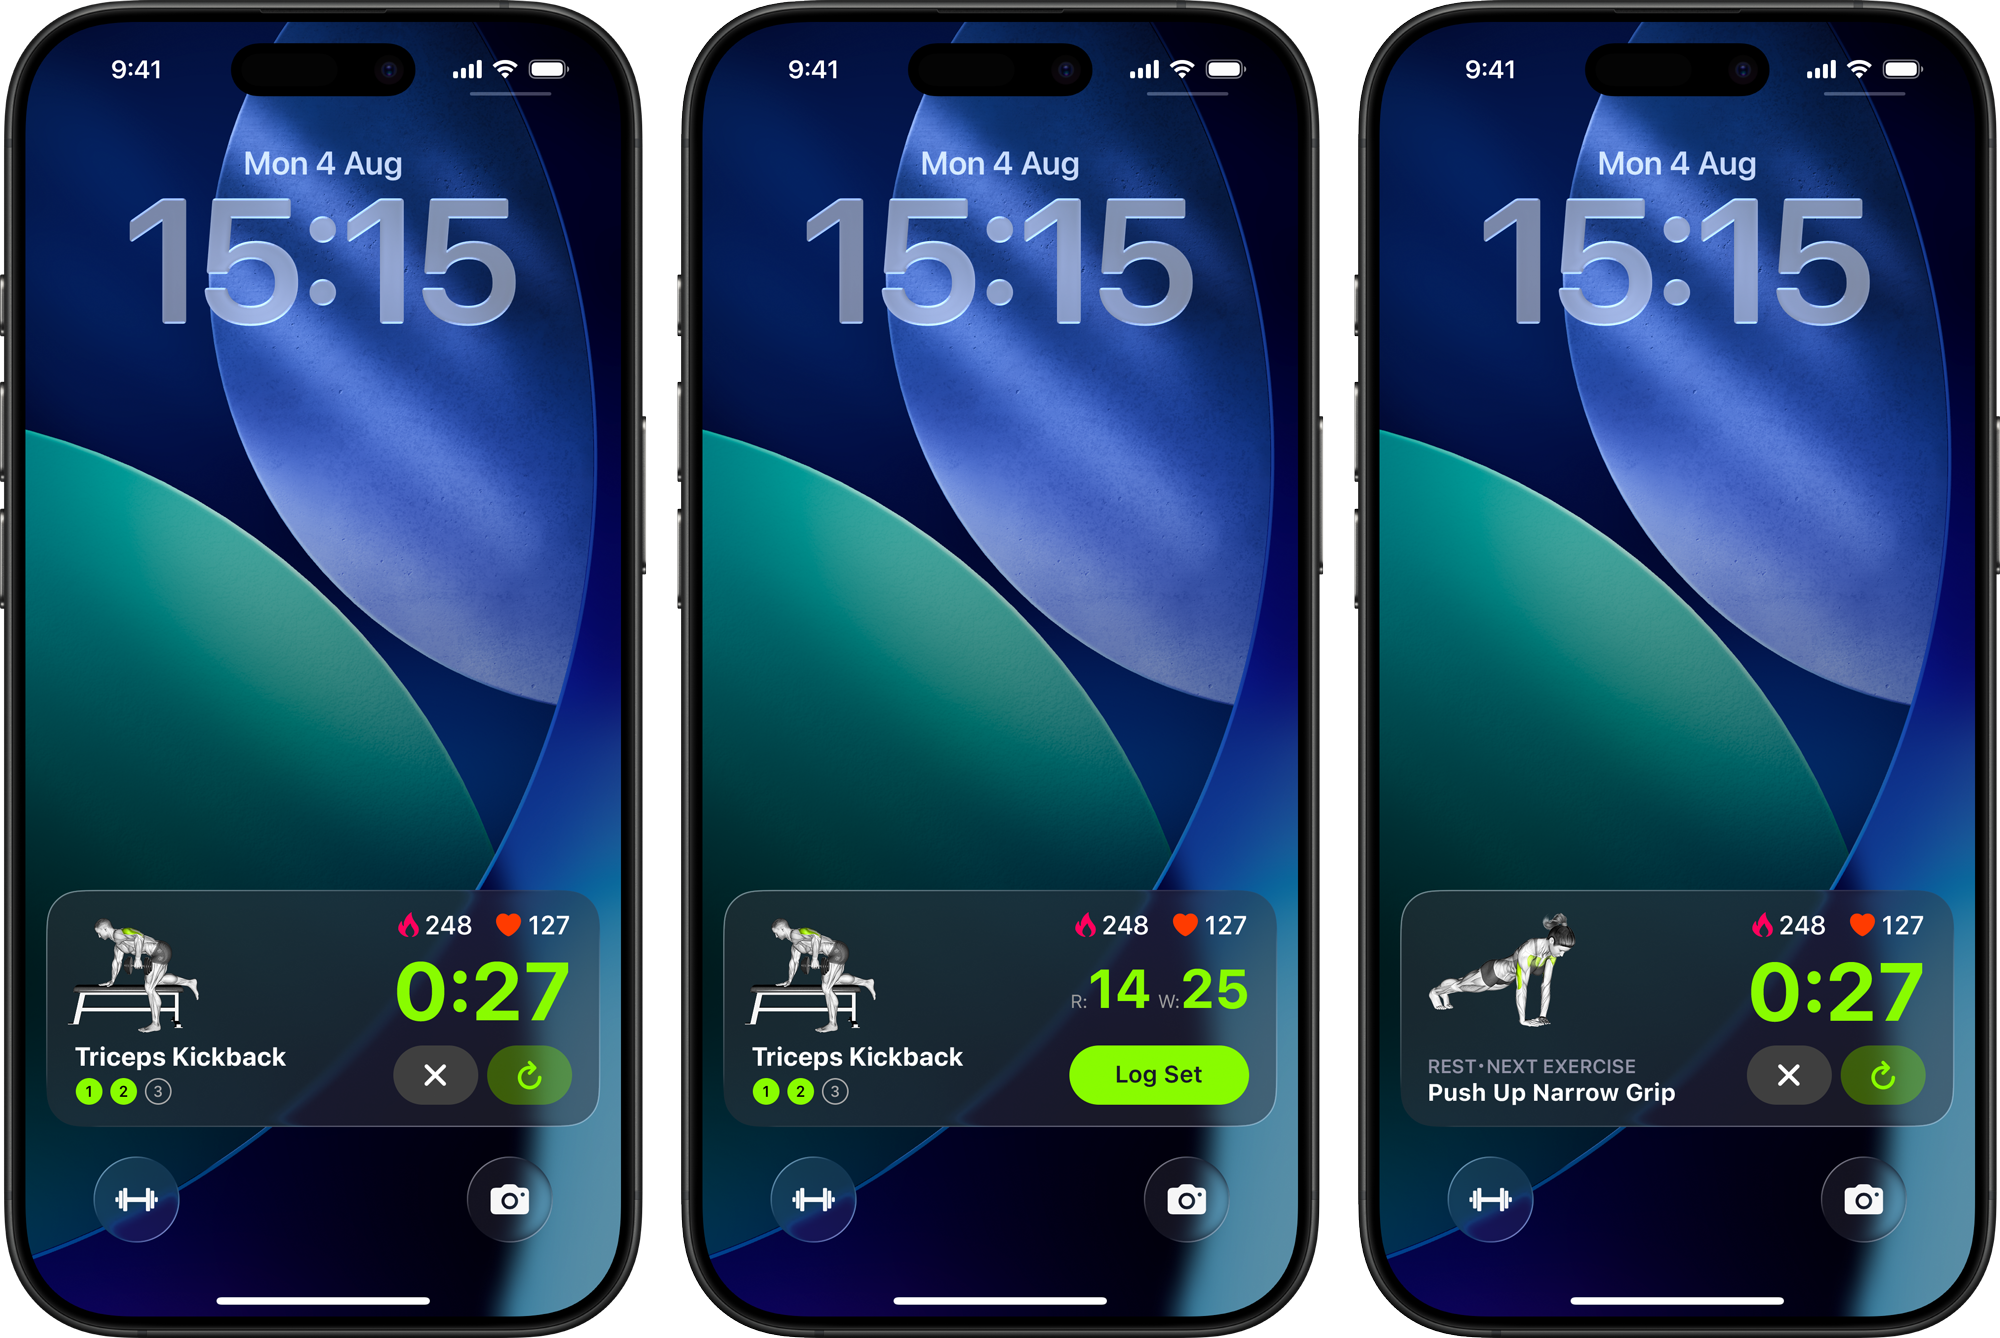 9:41
Mon 4 Aug
15:15
248 127
0:27
Triceps Kickback
1 2 3
9:41
Mon 4 Aug
15:15
248 127
R: 14 W: 25
Triceps Kickback
1 2 3
Log Set
9:41
Mon 4 Aug
15:15
248 127
0:27
REST·NEXT EXERCISE
Push Up Narrow Grip